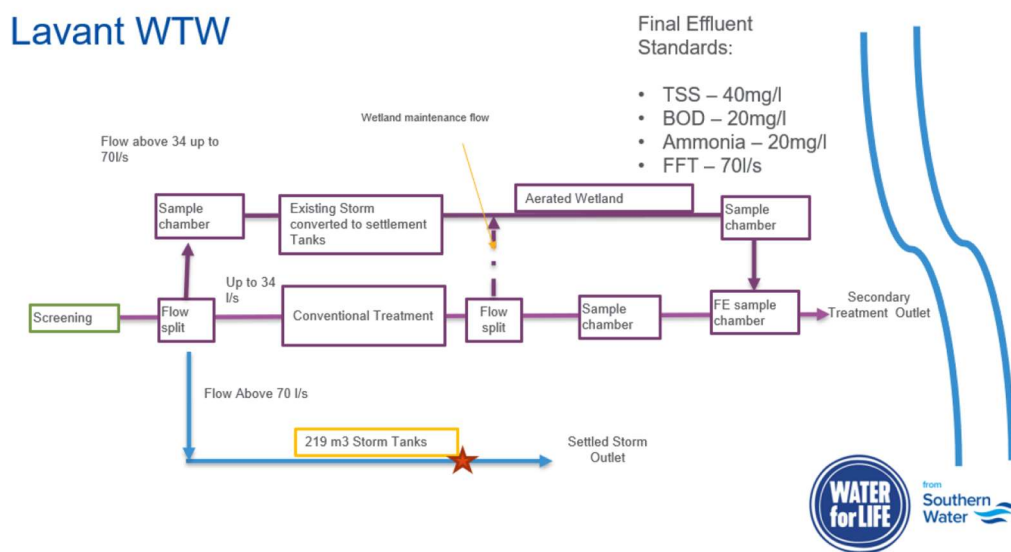 Lavant WTW
Final Effluent
Standards:
• TSS – 40mg/l
• BOD – 20mg/l
• Ammonia – 20mg/l
• FFT – 70l/s
Wetland maintenance flow
Flow above 34 up to
70l/s
Sample
chamber
Existing Storm
converted to settlement
Tanks
Aerated Wetland
Sample
chamber
Up to 34
l/s
Screening
Flow
split
Conventional Treatment
Flow
split
Sample
chamber
FE sample
chamber
Secondary
Treatment Outlet
Flow Above 70 l/s
219 m3 Storm Tanks
Settled Storm
Outlet
WATER
for LIFE
from
Southern
Water